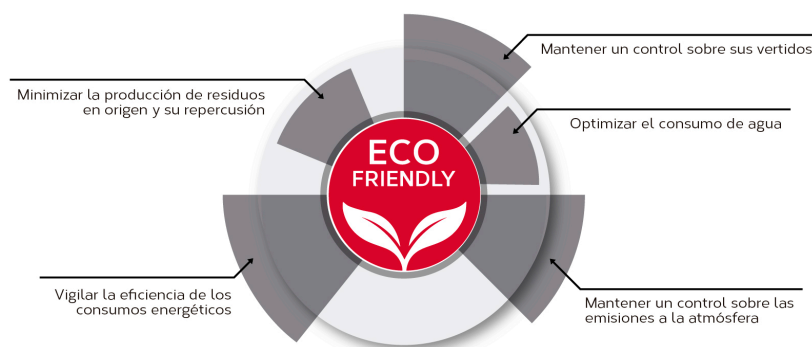 Mantener un control sobre sus vertidos
Minimizar la producción de residuos
en origen y su repercusión
Optimizar el consumo de agua
ECO
FRIENDLY
Vigilar la eficiencia de los
consumos energéticos
Mantener un control sobre las
emisiones a la atmósfera